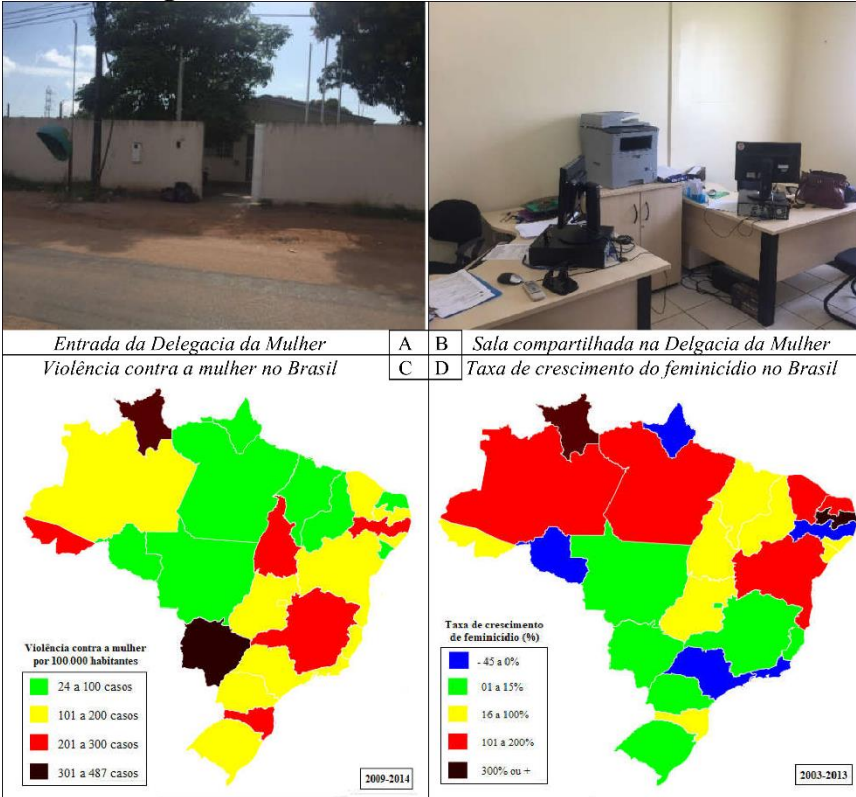 Entrada da Delegacia da Mulher
A
B
Sala compartilhada na Delgacia da Mulher
Violência contra a mulher no Brasil
C
D
Taxa de crescimento do feminicídio no Brasil
Violência contra a mulher
por 100.000 habitantes
24 a 100 casos
101 a 200 casos
201 a 300 casos
301 a 487 casos
2009-2014
Taxa de crescimento
de feminicídio (%)
- 45 a 0%
01 a 15%
16 a 100%
101 a 200%
300% ou +
2003-2013